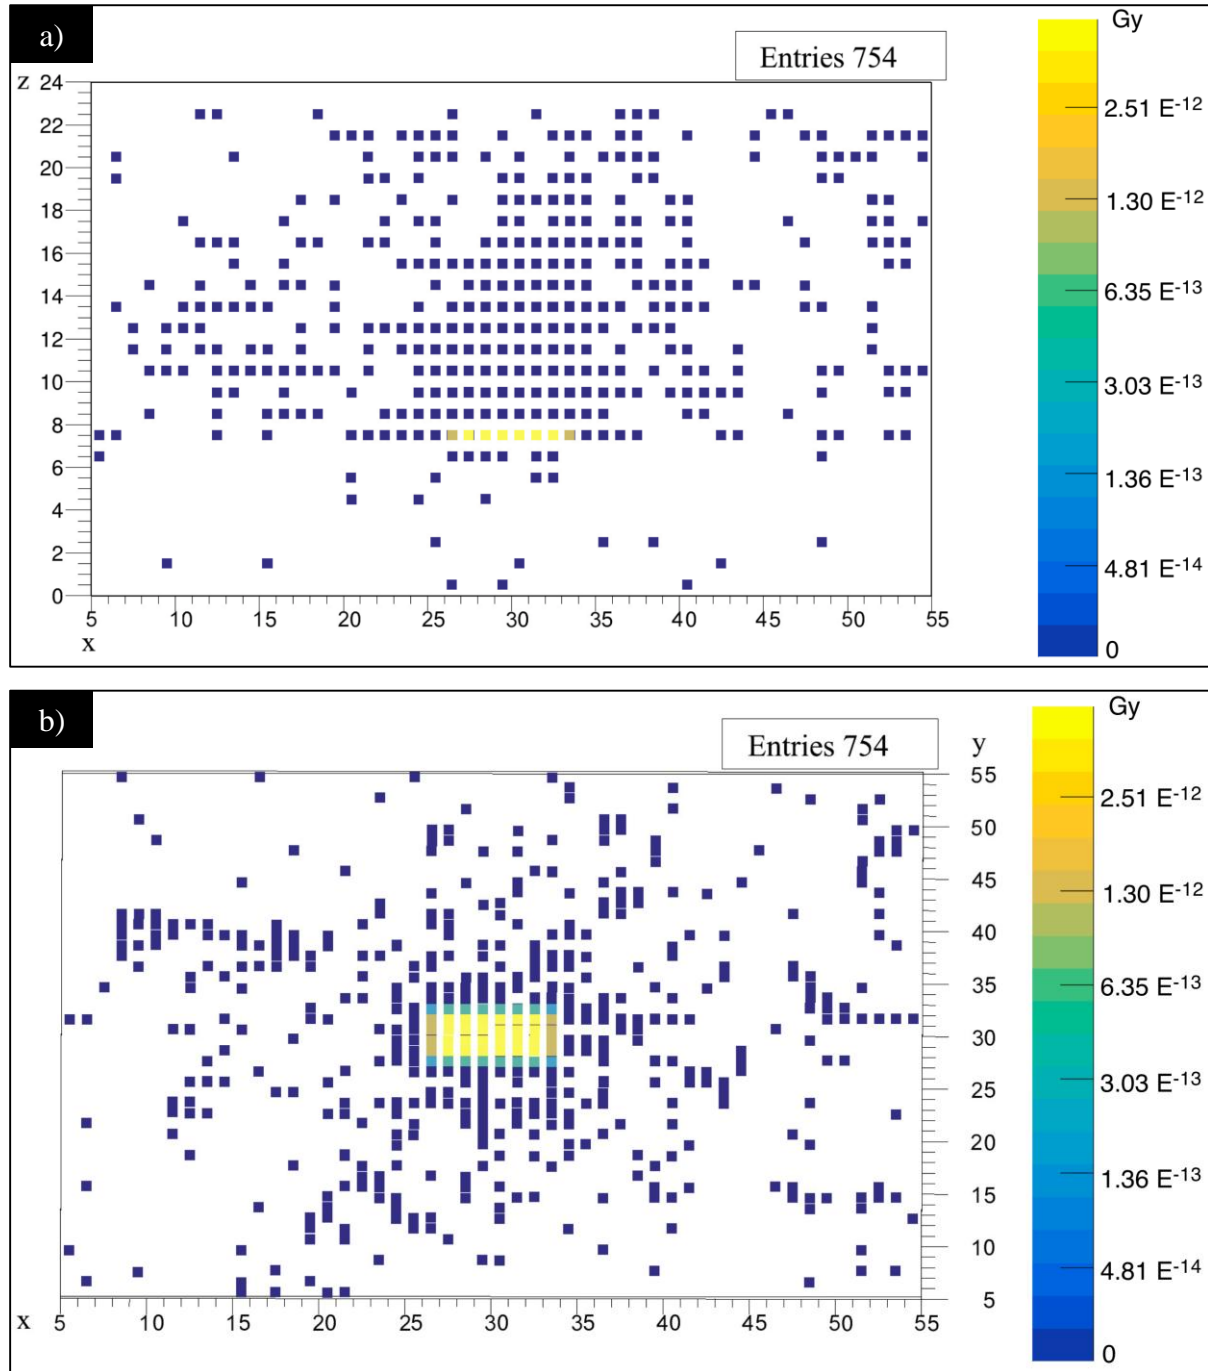 a)
Gy
Entries 754
z
24
22
20
18
16
14
12
10
8
6
4
2
0
5 10 15 20 25 30 35 40 45 50 55
x
2.51 E-12
1.30 E-12
6.35 E-13
3.03 E-13
1.36 E-13
4.81 E-14
0
b)
Gy
Entries 754
y
55
50
45
40
35
30
25
20
15
10
5
x 5 10 15 20 25 30 35 40 45 50 55
2.51 E-12
1.30 E-12
6.35 E-13
3.03 E-13
1.36 E-13
4.81 E-14
0